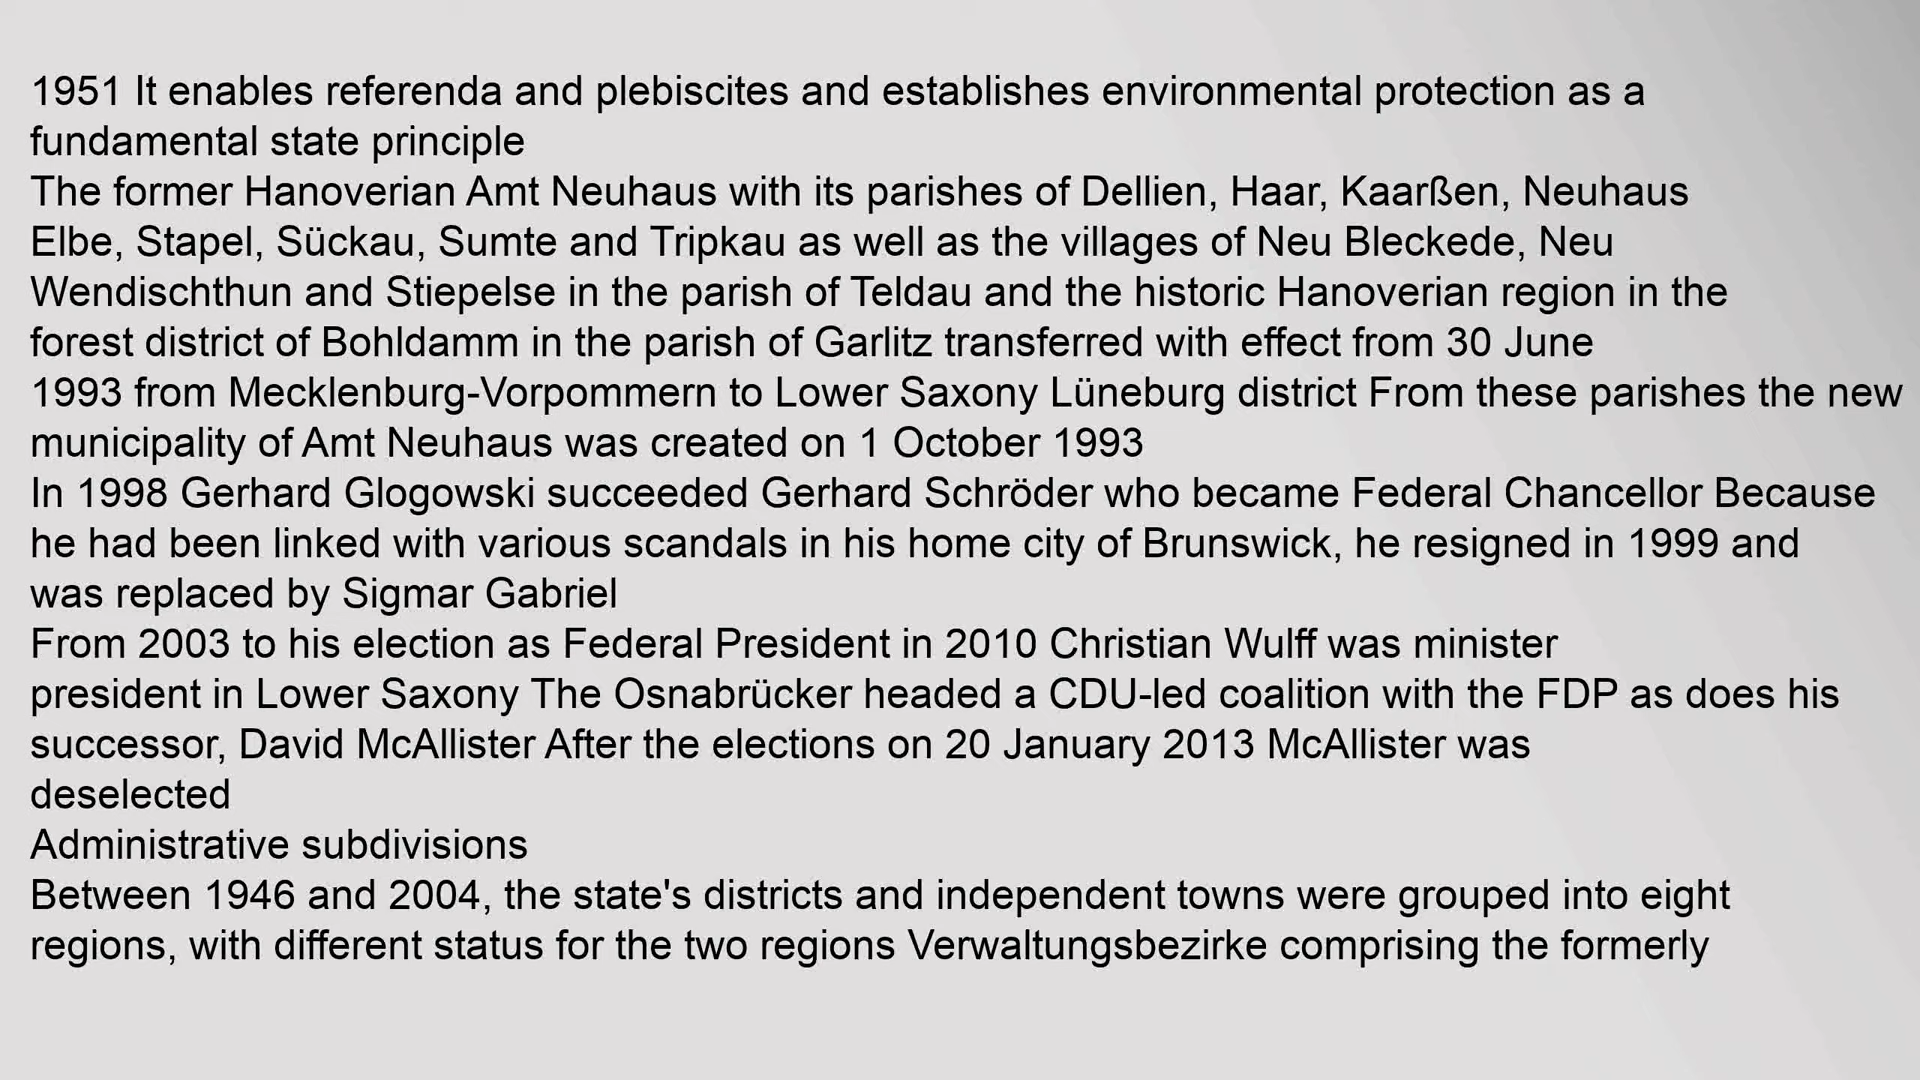 1951 It enables referenda and plebiscites and establishes environmental protection as a
fundamental state principle
The former Hanoverian Amt Neuhaus with its parishes of Dellien, Haar, Kaarßen, Neuhaus
Elbe, Stapel, Sückau, Sumte and Tripkau as well as the villages of Neu Bleckede, Neu
Wendischthun and Stiepelse in the parish of Teldau and the historic Hanoverian region in the
forest district of Bohldamm in the parish of Garlitz transferred with effect from 30 June
1993 from Mecklenburg-Vorpommern to Lower Saxony Lüneburg district From these parishes the new
municipality of Amt Neuhaus was created on 1 October 1993
In 1998 Gerhard Glogowski succeeded Gerhard Schröder who became Federal Chancellor Because
he had been linked with various scandals in his home city of Brunswick, he resigned in 1999 and
was replaced by Sigmar Gabriel
From 2003 to his election as Federal President in 2010 Christian Wulff was minister
president in Lower Saxony The Osnabrücker headed a CDU-led coalition with the FDP as does his
successor, David McAllister After the elections on 20 January 2013 McAllister was
deselected
Administrative subdivisions
Between 1946 and 2004, the state's districts and independent towns were grouped into eight
regions, with different status for the two regions Verwaltungsbezirke comprising the formerly